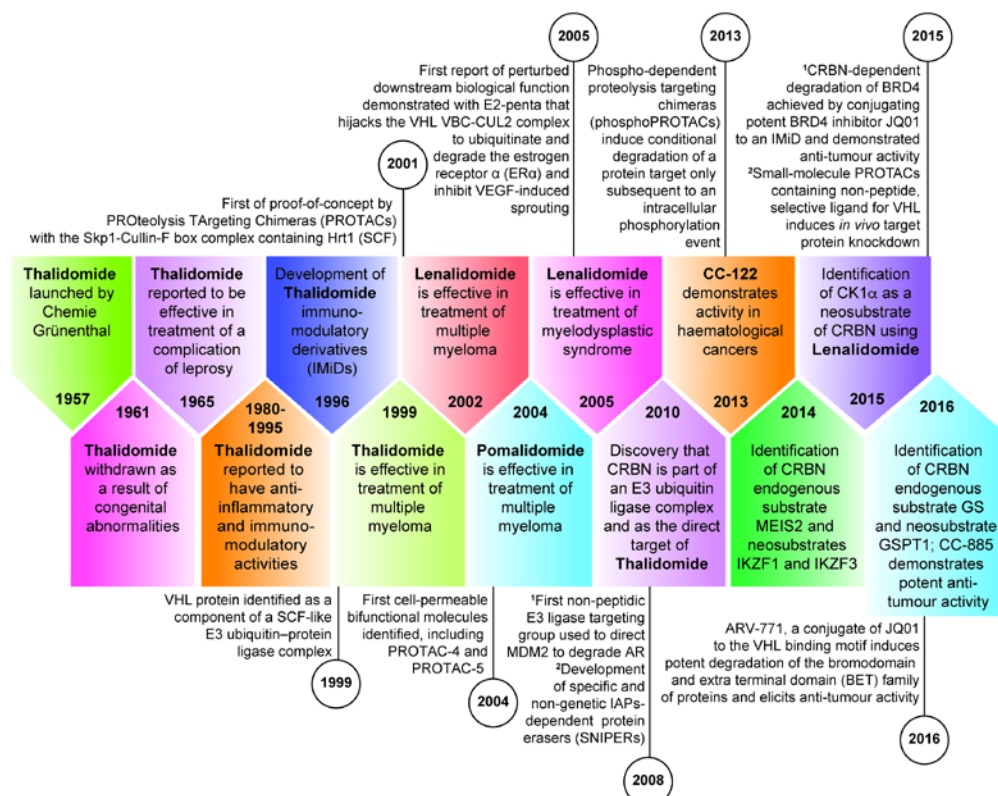 2005
2013
2015
First report of perturbed
downstream biological function
demonstrated with E2-penta that
hijacks the VHL VBC-CUL2 complex
to ubiquitinate and
degrade the estrogen
receptor α (ERα) and
inhibit VEGF-induced
sprouting
Phospho-dependent
proteolysis targeting
chimeras
(phosphoPROTACs)
induce conditional
degradation of a
protein target only
subsequent to an
intracellular
phosphorylation
event
¹CRBN-dependent
degradation of BRD4
achieved by conjugating
potent BRD4 inhibitor JQ01
to an IMiD and demonstrated
anti-tumour activity
²Small-molecule PROTACs
containing non-peptide,
selective ligand for VHL
induces in vivo target
protein knockdown
2001
First of proof-of-concept by
PROteolysis TArgeting Chimeras (PROTACs)
with the Skp1-Cullin-F box complex containing Hrt1 (SCF)
Thalidomide
launched by
Chemie
Grünenthal
1957
Thalidomide
reported to be
effective in
treatment of a
complication
of leprosy
1965
Development of
Thalidomide
immuno-
modulatory
derivatives
(IMiDs)
1996
Lenalidomide
is effective in
treatment of
multiple
myeloma
2002
Lenalidomide
is effective in
treatment of
myelodysplastic
syndrome
2005
CC-122
demonstrates
activity in
haematological
cancers
2013
Identification
of CK1α as a
neosubstrate
of CRBN using
Lenalidomide
2015
1961
Thalidomide
withdrawn as
a result of
congenital
abnormalities
1980-
1995
Thalidomide
reported to
have anti-
inflammatory
and immuno-
modulatory
activities
1999
Thalidomide
is effective in
treatment of
multiple
myeloma
2004
Pomalidomide
is effective in
treatment of
multiple
myeloma
2010
Discovery that
CRBN is part of
an E3 ubiquitin
ligase complex
and as the direct
target of
Thalidomide
2014
Identification
of CRBN
endogenous
substrate
MEIS2 and
neosubstrates
IKZF1 and IKZF3
2016
Identification
of CRBN
endogenous
substrate GS
and neosubstrate
GSPT1; CC-885
demonstrates
potent anti-
tumour activity
VHL protein identified as a
component of a SCF-like
E3 ubiquitin–protein
ligase complex
1999
First cell-permeable
bifunctional molecules
identified, including
PROTAC-4 and
PROTAC-5
2004
¹First non-peptidic
E3 ligase targeting
group used to direct
MDM2 to degrade AR
²Development
of specific and
non-genetic IAPs-
dependent protein
erasers (SNIPERs)
2008
ARV-771, a conjugate of JQ01
to the VHL binding motif induces
potent degradation of the bromodomain
and extra terminal domain (BET) family
of proteins and elicits anti-tumour activity
2016